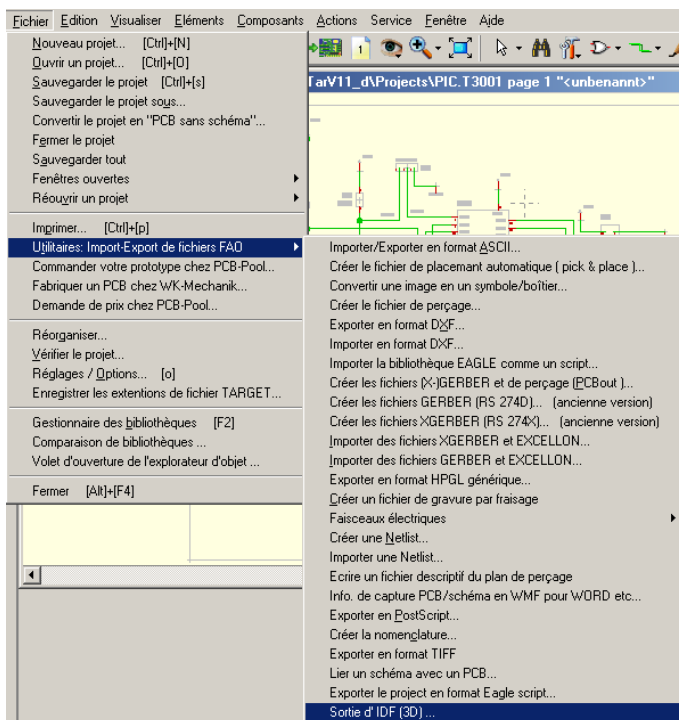 Fichier Edition Visualiser Eléments Composants Actions Service Fenêtre Aide
Nouveau projet... [Ctrl]+[N]
Ouvrir un projet... [Ctrl]+[O]
Sauvegarder le projet [Ctrl]+[s]
Sauvegarder le projet sous...
Convertir le projet en "PCB sans schéma"...
Fermer le projet
Sauvegarder tout
Fenêtres ouvertes
Réouvrir un projet
Imprimer... [Ctrl]+[p]
Utilitaires: Import-Export de fichiers FAO
Commander votre prototype chez PCB-Pool...
Fabriquer un PCB chez WK-Mechanik...
Demande de prix chez PCB-Pool...
Réorganiser...
Vérifier le projet...
Réglages / Options... [o]
Enregistrer les extentions de fichier TARGET...
Gestionnaire des bibliothèques [F2]
Comparaison de bibliothèques ...
Volet d'ouverture de l'explorateur d'objet ...
Fermer [Alt]+[F4]
1
TarV11_d\Projects\PIC.T3001 page 1 "<unbenannt>"
Importer/Exporter en format ASCII...
Créer le fichier de placemant automatique ( pick & place )...
Convertir une image en un symbole/boîtier...
Créer le fichier de perçage...
Exporter en format DXF...
Importer en format DXF...
Importer la bibliothèque EAGLE comme un script...
Créer les fichiers (X-)GERBER et de perçage (PCBout )...
Créer les fichiers GERBER (RS 274D)... (ancienne version)
Créer les fichiers XGERBER (RS 274X)... (ancienne version)
Importer des fichiers XGERBER et EXCELLON...
Importer des fichiers GERBER et EXCELLON...
Exporter en format HPGL générique...
Créer un fichier de gravure par fraisage
Faisceaux électriques
Créer une Netlist...
Importer une Netlist...
Ecrire un fichier descriptif du plan de perçage
Info. de capture PCB/schéma en WMF pour WORD etc...
Exporter en PostScript...
Créer la nomenclature...
Exporter en format TIFF
Lier un schéma avec un PCB...
Exporter le project en format Eagle script...
Sortie d' IDF (3D) ...